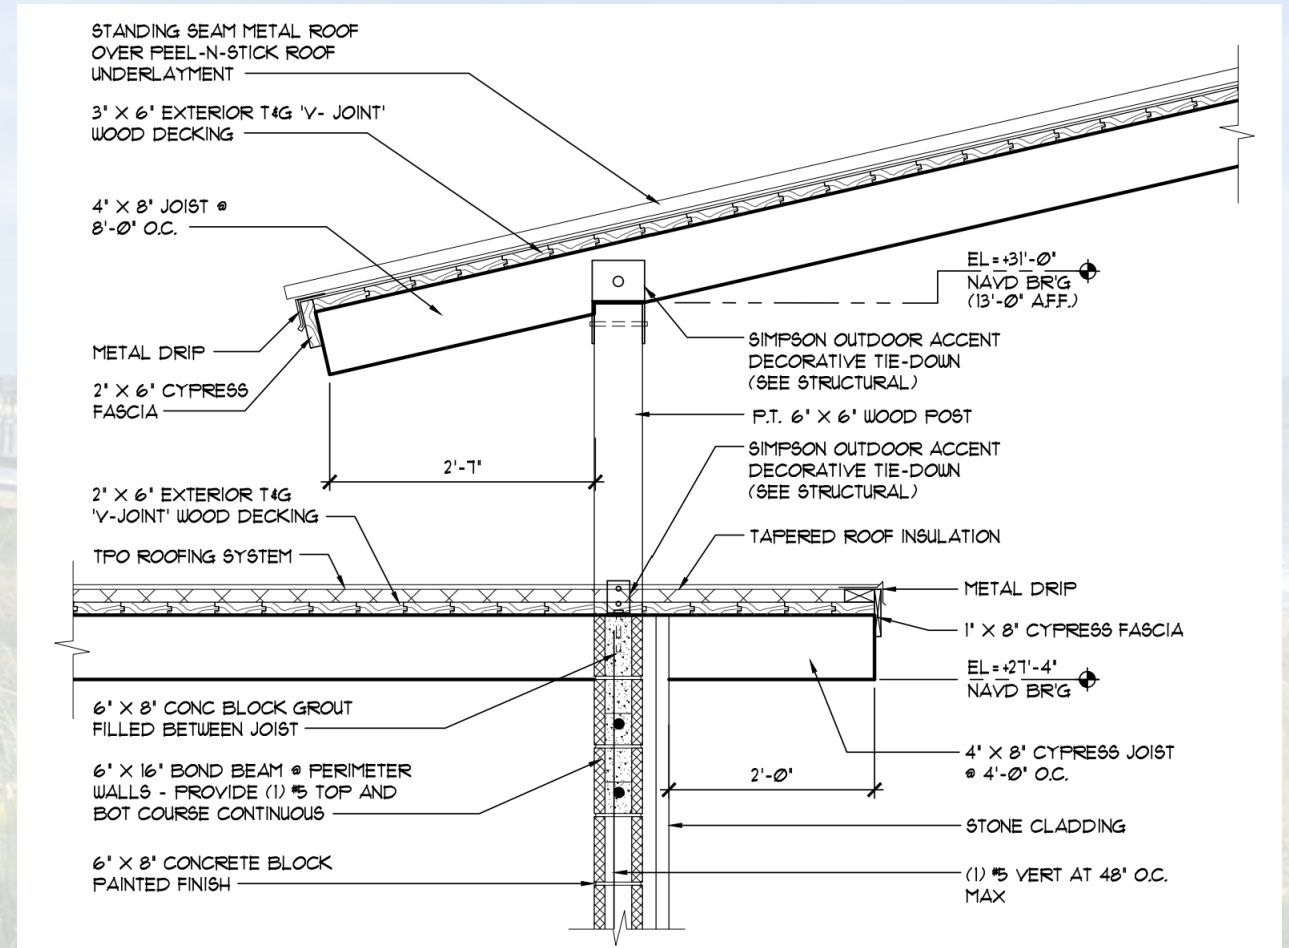 STANDING SEAM METAL ROOF
OVER PEEL-N-STICK ROOF
UNDERLAYMENT
3" X 6" EXTERIOR T&G 'V- JOINT'
WOOD DECKING
4" X 8" JOIST @
8'-0" O.C.
METAL DRIP
2" X 6" CYPRESS
FASCIA
2'-7"
2" X 6" EXTERIOR T&G
'V-JOINT' WOOD DECKING
TPO ROOFING SYSTEM
6" X 8" CONC BLOCK GROUT
FILLED BETWEEN JOIST
6" X 16" BOND BEAM @ PERIMETER
WALLS - PROVIDE (1) #5 TOP AND
BOT COURSE CONTINUOUS
6" X 8" CONCRETE BLOCK
PAINTED FINISH
EL=+31'-0"
NAVD BR'G
(13'-0" A.F.F.)
SIMPSON OUTDOOR ACCENT
DECORATIVE TIE-DOWN
(SEE STRUCTURAL)
P.T. 6" X 6" WOOD POST
SIMPSON OUTDOOR ACCENT
DECORATIVE TIE-DOWN
(SEE STRUCTURAL)
TAPERED ROOF INSULATION
METAL DRIP
1" X 8" CYPRESS FASCIA
EL=+27'-4"
NAVD BR'G
4" X 8" CYPRESS JOIST
@ 4'-0" O.C.
2'-0"
STONE CLADDING
(1) #5 VERT AT 48" O.C.
MAX